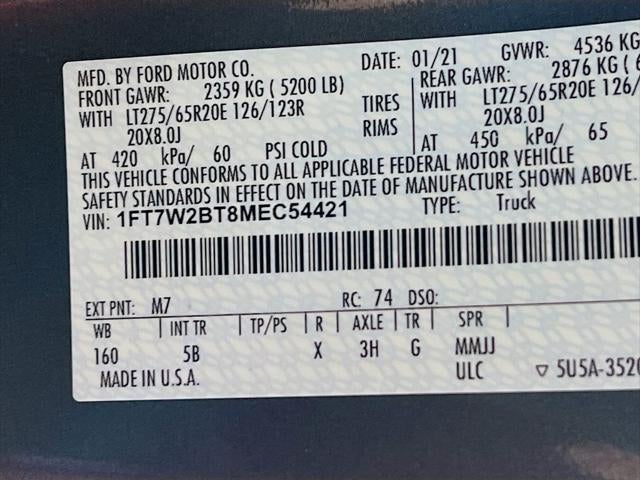 MFD. BY FORD MOTOR CO.
DATE: 01/21 GVWR: 4536 KG
FRONT GAWR: 2359 KG ( 5200 LB) REAR GAWR: 2876 KG (
WITH LT275/65R20E 126/123R TIRES WITH LT275/65R20E 126/
20X8.0J RIMS 20X8.0J
AT 420 kPa/ 60 PSI COLD AT 450 kPa/ 65
THIS VEHICLE CONFORMS TO ALL APPLICABLE FEDERAL MOTOR VEHICLE
SAFETY STANDARDS IN EFFECT ON THE DATE OF MANUFACTURE SHOWN ABOVE.
VIN: 1FT7W2BT8MEC54421 TYPE: Truck
EXT PNT: M7 RC: 74 DSO:
WB | INT TR | TP/PS | R | AXLE | TR | SPR |
160 5B X 3H G MMJJ
MADE IN U.S.A. ULC ▽ 5U5A-3520